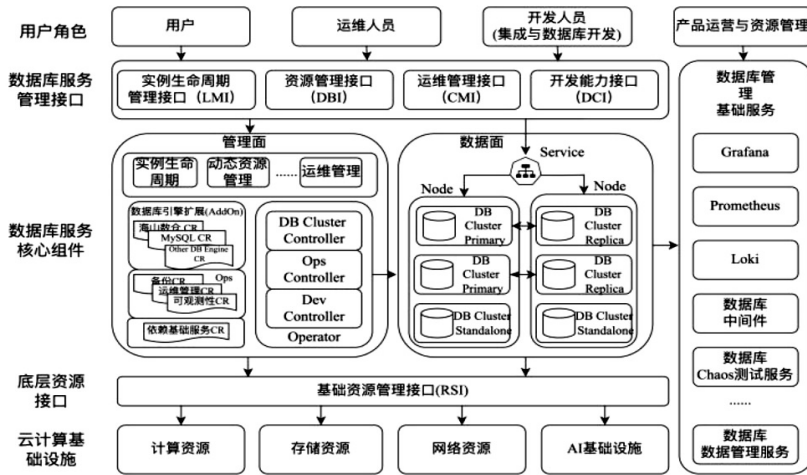 用户角色
用户
运维人员
开发人员
(集成与数据库开发)
产品运营与资源管理
数据库服务
管理接口
实例生命周期
管理接口（LMI）
资源管理接口
(DBI)
运维管理接口
(CMI)
开发能力接口
(DCI)
数据库服务
核心组件
管理面
实例生命
周期
动态资源
管理
......
运维管理
数据库引擎扩展(AddOn)
海山数仓 CR
MySQL CR
Other DB Engine
CR
备份CR
Ops
运维管理CR
可观测性CR
依赖基础服务CR
DB Cluster
Controller
Ops
Controller
Dev
Controller
Operator
数据面
Service
Node
DB
Cluster
Primary
DB
Cluster
Primary
DB Cluster
Standalone
Node
DB
Cluster
Replica
DB
Cluster
Replica
DB Cluster
Standalone
数据库管
理
基础服务
Grafana
Prometheus
Loki
数据库
中间件
数据库
Chaos测试服务
......
数据库
数据管理服务
底层资源
接口
基础资源管理接口(RSI)
云计算基
础设施
计算资源
存储资源
网络资源
AI基础设施